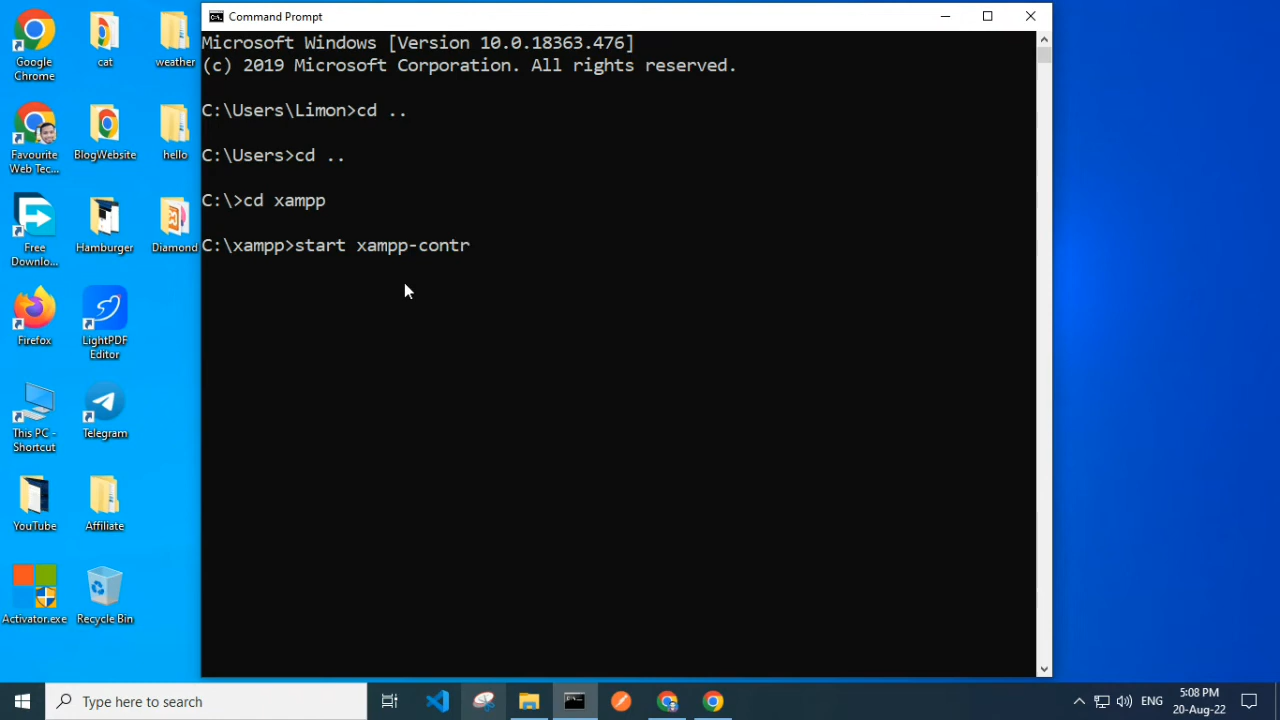 Command Prompt
Microsoft Windows [Version 10.0.18363.476]
(c) 2019 Microsoft Corporation. All rights reserved.
C:\Users\Limon>cd ..
C:\Users>cd ..
C:\>cd xampp
C:\xampp>start xampp-contr
Google
Chrome
cat
weather
Favourite
Web Tec...
BlogWebsite
hello
Free
Downlo...
Hamburger
Diamond
Firefox
LightPDF
Editor
This PC -
Shortcut
Telegram
YouTube
Affiliate
Activator.exe
Recycle Bin
Type here to search
ENG
5:08 PM
20-Aug-22